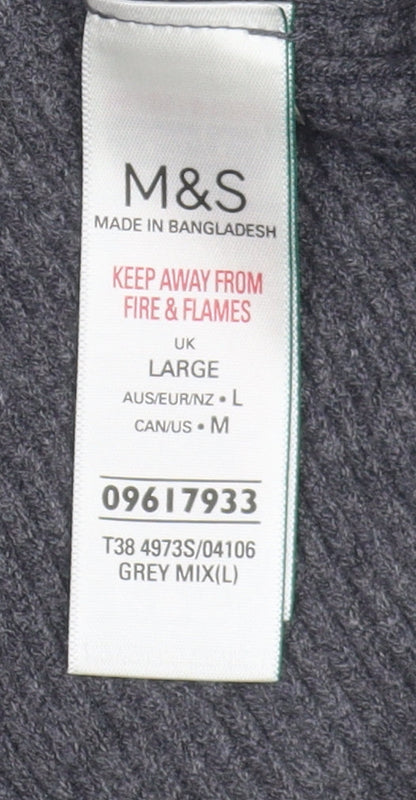 M&S
MADE IN BANGLADESH
KEEP AWAY FROM
FIRE & FLAMES
UK
LARGE
AUS/EUR/NZ • L
CAN/US • M
09617933
T38 4973S/04106
GREY MIX(L)